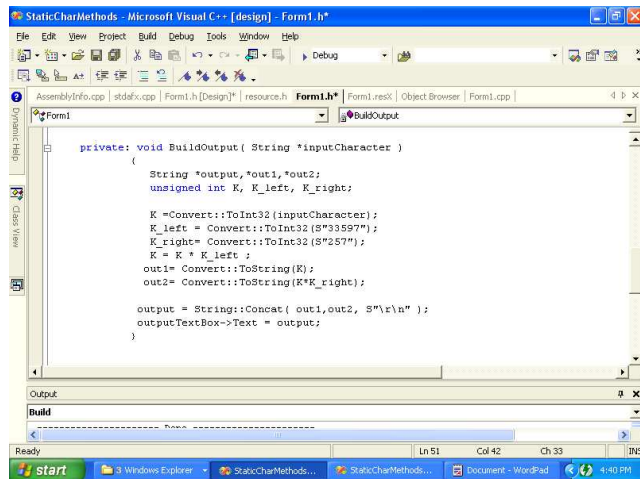 StaticCharMethods - Microsoft Visual C++ [design] - Form1.h*
File Edit View Project Build Debug Tools Window Help
Debug
AssemblyInfo.cpp | stdafx.cpp | Form1.h [Design]* | resource.h Form1.h* | Form1.resX | Object Browser | Form1.cpp |
Form1 BuildOutput
Dynamic Help
Class View
private: void BuildOutput( String *inputCharacter )
{
String *output,*out1,*out2;
unsigned int K, K_left, K_right;
K =Convert::ToInt32(inputCharacter);
K_left = Convert::ToInt32(S"33597");
K_right= Convert::ToInt32(S"257");
K = K * K_left ;
out1= Convert::ToString(K);
out2= Convert::ToString(K*K_right);
output = String::Concat( out1,out2, S"\r\n" );
outputTextBox->Text = output;
}
Output
Build
---------------------- Done ----------------------
Ready Ln 51 Col 42 Ch 33 INS
start 3 Windows Explorer StaticCharMethods... StaticCharMethods... Document - WordPad 4:40 PM